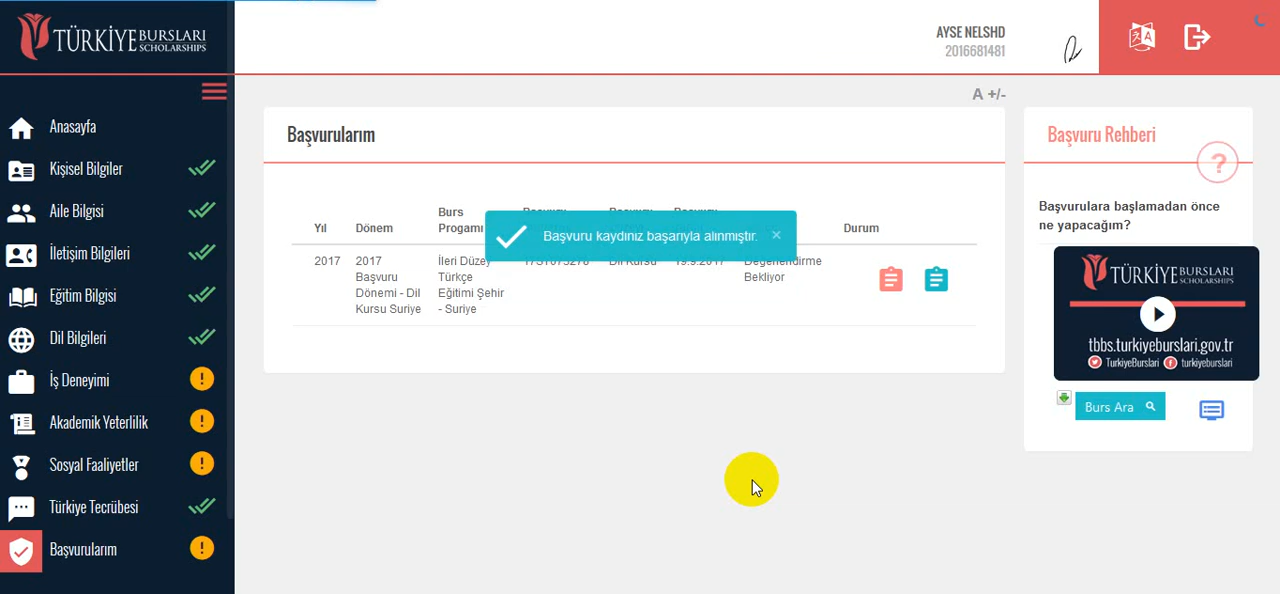 TÜRKİYE BURSLARI
SCHOLARSHIPS
AYSE NELSHD
2016681481
A +/-
Anasayfa
Kişisel Bilgiler
Aile Bilgisi
İletişim Bilgileri
Eğitim Bilgisi
Dil Bilgileri
İş Deneyimi
Akademik Yeterlilik
Sosyal Faaliyetler
Türkiye Tecrübesi
Başvurularım
Başvurularım
Yıl
Dönem
Burs
Progamı
Durum
Başvuru kaydınız başarıyla alınmıştır. ×
2017
2017
Başvuru
Dönemi - Dil
Kursu Suriye
İleri Düzey
Türkçe
Eğitimi Şehir
- Suriye
Dil Kursu
19.9.2017
Değerlendirme
Bekliyor
Başvuru Rehberi
?
Başvurulara başlamadan önce
ne yapacağım?
TÜRKİYE BURSLARI
SCHOLARSHIPS
tbbs.turkiyeburslari.gov.tr
TurkiyeBurslari turkiyeburslari
Burs Ara